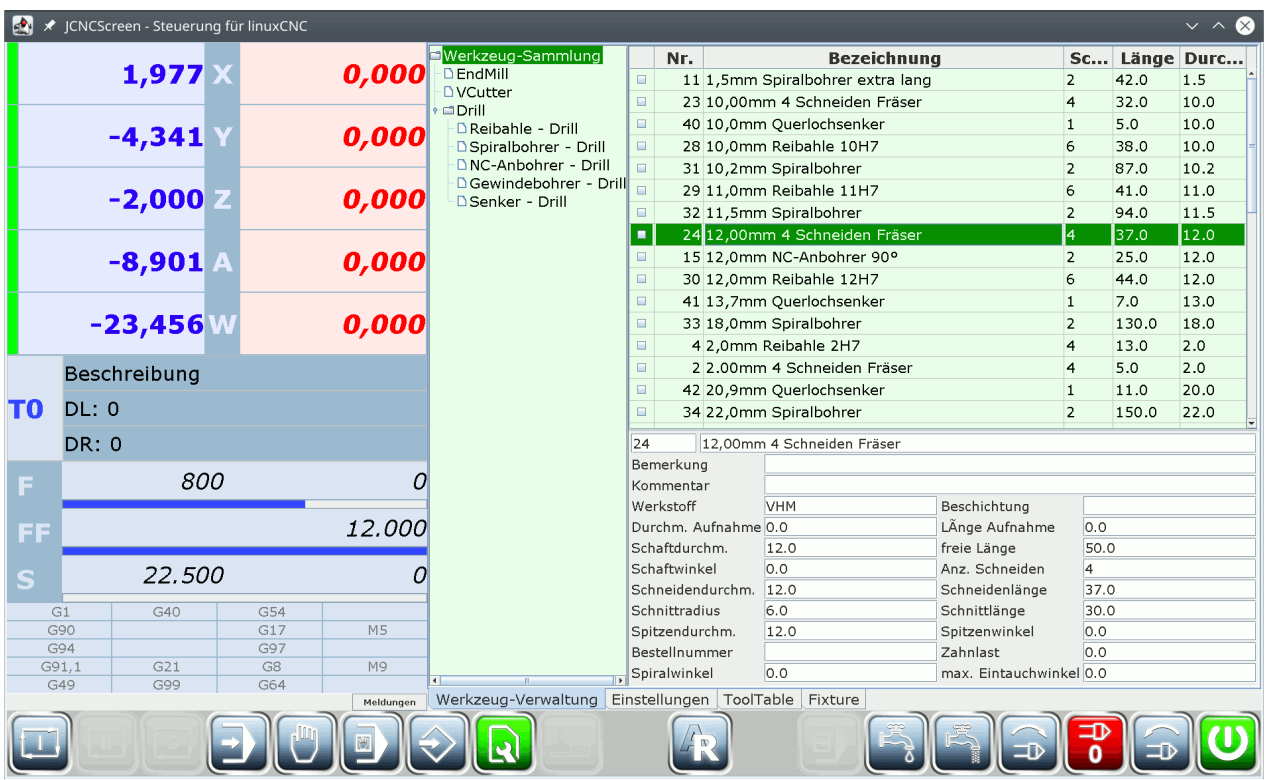 JCNCScreen - Steuerung für linuxCNC
1,977 X 0,000
-4,341 Y 0,000
-2,000 Z 0,000
-8,901 A 0,000
-23,456 W 0,000
T0
Beschreibung
DL: 0
DR: 0
F 800 0
FF 12.000
S 22.500 0
G1 G40 G54
G90 G17 M5
G94 G97
G91,1 G21 G8 M9
G49 G99 G64
Meldungen
Werkzeug-Sammlung
EndMill
VCutter
Drill
Reibahle - Drill
Spiralbohrer - Drill
NC-Anbohrer - Drill
Gewindebohrer - Drill
Senker - Drill
Nr. Bezeichnung Sc... Länge Durc...
11 1,5mm Spiralbohrer extra lang 2 42.0 1.5
23 10,00mm 4 Schneiden Fräser 4 32.0 10.0
40 10,0mm Querlochsenker 1 5.0 10.0
28 10,0mm Reibahle 10H7 6 38.0 10.0
31 10,2mm Spiralbohrer 2 87.0 10.2
29 11,0mm Reibahle 11H7 6 41.0 11.0
32 11,5mm Spiralbohrer 2 94.0 11.5
24 12,00mm 4 Schneiden Fräser 4 37.0 12.0
15 12,0mm NC-Anbohrer 90° 2 25.0 12.0
30 12,0mm Reibahle 12H7 6 44.0 12.0
41 13,7mm Querlochsenker 1 7.0 13.0
33 18,0mm Spiralbohrer 2 130.0 18.0
4 2,0mm Reibahle 2H7 4 13.0 2.0
2 2.00mm 4 Schneiden Fräser 4 5.0 2.0
42 20,9mm Querlochsenker 1 11.0 20.0
34 22,0mm Spiralbohrer 2 150.0 22.0
24 12,00mm 4 Schneiden Fräser
Bemerkung
Kommentar
Werkstoff VHM Beschichtung
Durchm. Aufnahme 0.0 LÃnge Aufnahme 0.0
Schaftdurchm. 12.0 freie Länge 50.0
Schaftwinkel 0.0 Anz. Schneiden 4
Schneidendurchm. 12.0 Schneidenlänge 37.0
Schnittradius 6.0 Schnittlänge 30.0
Spitzendurchm. 12.0 Spitzenwinkel 0.0
Bestellnummer Zahnlast 0.0
Spiralwinkel 0.0 max. Eintauchwinkel 0.0
Werkzeug-Verwaltung Einstellungen ToolTable Fixture
AR
0